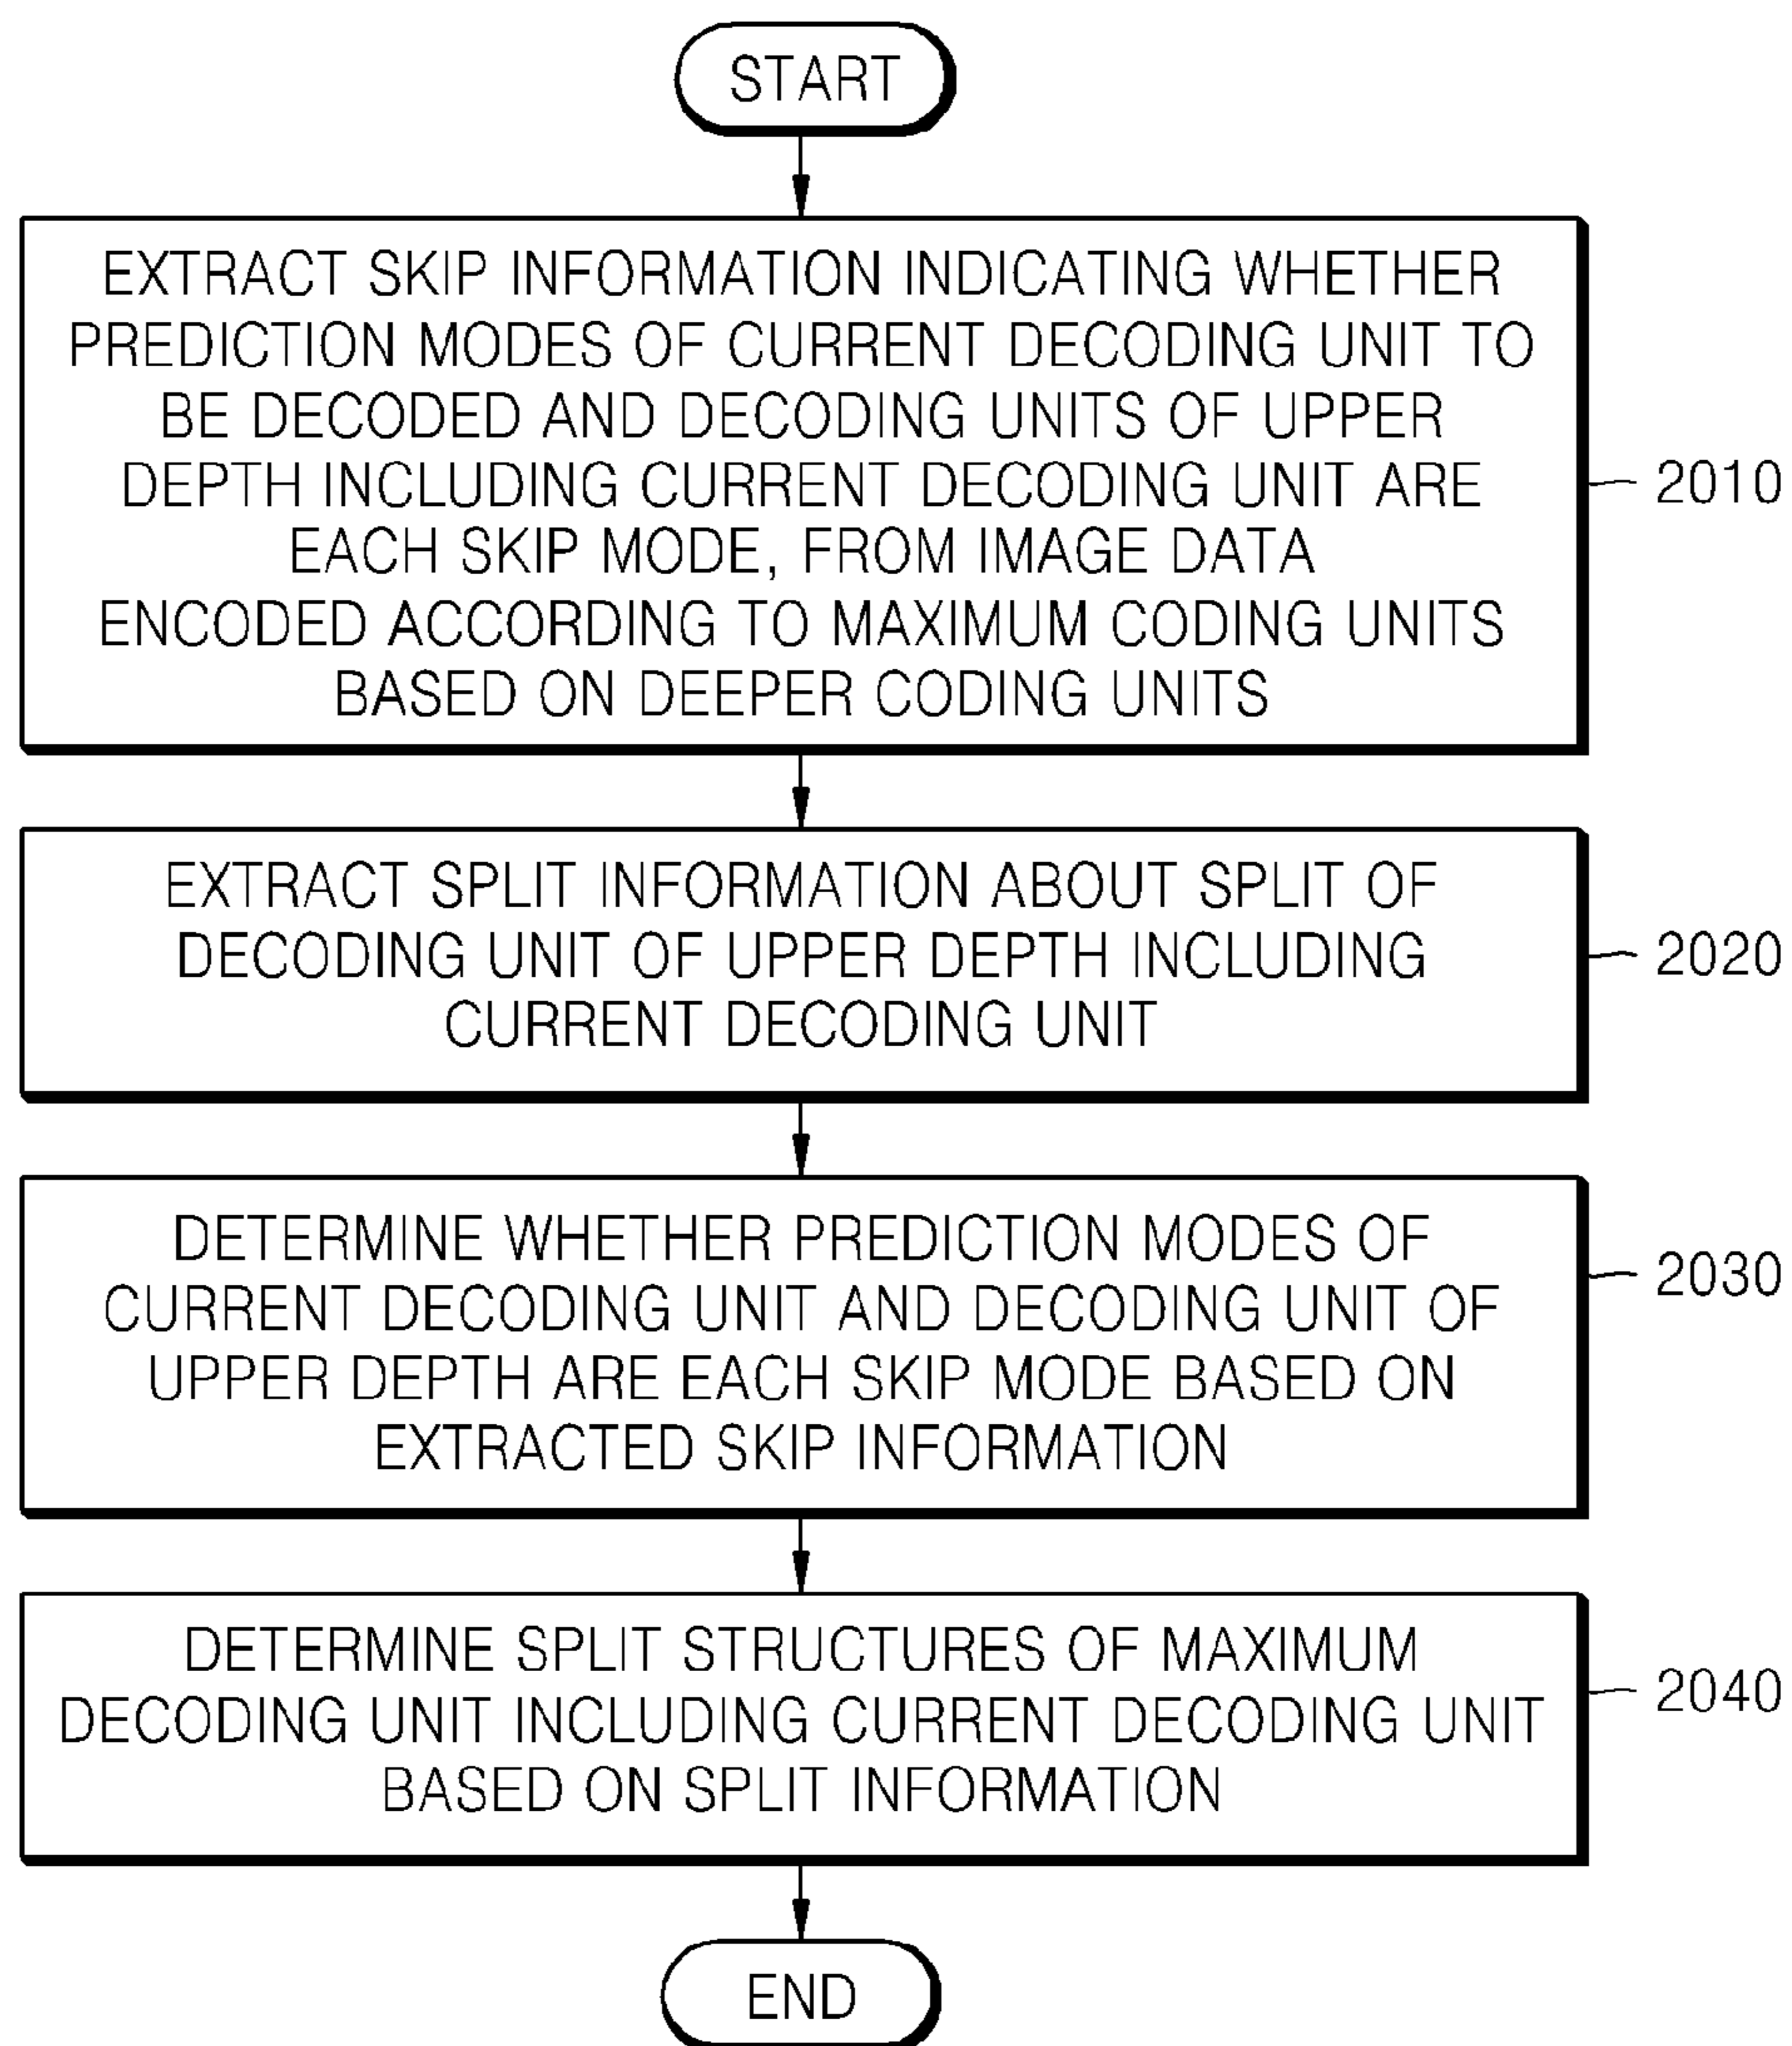 START
EXTRACT SKIP INFORMATION INDICATING WHETHER
PREDICTION MODES OF CURRENT DECODING UNIT TO
BE DECODED AND DECODING UNITS OF UPPER
DEPTH INCLUDING CURRENT DECODING UNIT ARE
EACH SKIP MODE, FROM IMAGE DATA
ENCODED ACCORDING TO MAXIMUM CODING UNITS
BASED ON DEEPER CODING UNITS
2010
EXTRACT SPLIT INFORMATION ABOUT SPLIT OF
DECODING UNIT OF UPPER DEPTH INCLUDING
CURRENT DECODING UNIT
2020
DETERMINE WHETHER PREDICTION MODES OF
CURRENT DECODING UNIT AND DECODING UNIT OF
UPPER DEPTH ARE EACH SKIP MODE BASED ON
EXTRACTED SKIP INFORMATION
2030
DETERMINE SPLIT STRUCTURES OF MAXIMUM
DECODING UNIT INCLUDING CURRENT DECODING UNIT
BASED ON SPLIT INFORMATION
2040
END